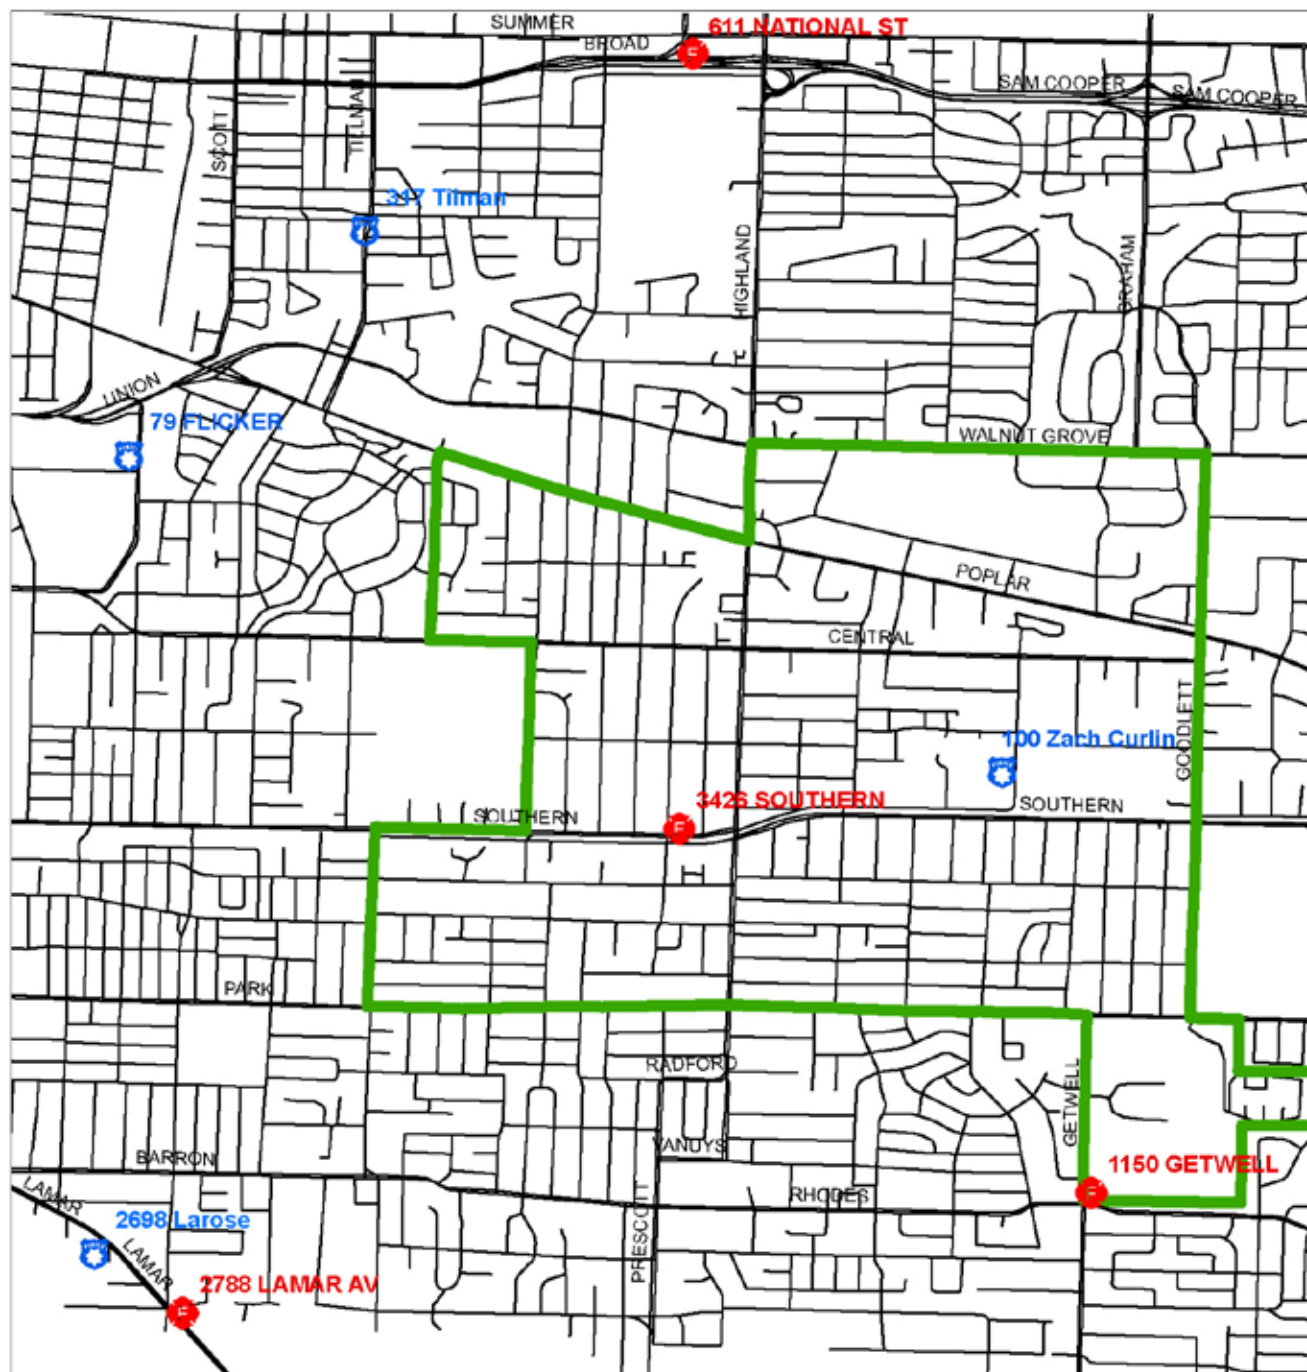 SUMMER
611 NATIONAL ST
BROAD
SAM COOPER
SAM COOPER
SCOTT
TILLMAN
317 Tilman
HIGHLAND
GRAHAM
UNION
79 FLICKER
WALNUT GROVE
POPLAR
CENTRAL
GOODLETT
100 Zach Curlin
3426 SOUTHERN
SOUTHERN
SOUTHERN
F
PARK
RADFORD
GETWELL
VANUYS
BARRON
1150 GETWELL
RHODES
LAMAR
2698 Larose
PRESCOTT
LAMAR
2788 LAMAR AV
F